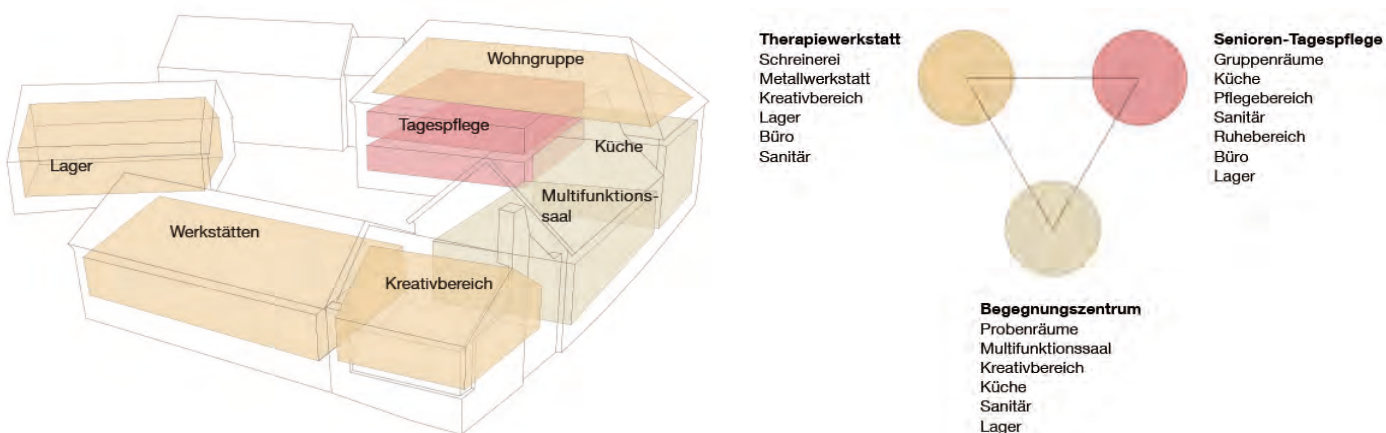 Wohngruppe
Tagespflege
Küche
Lager
Multifunktions-
saal
Werkstätten
Kreativbereich
Therapiewerkstatt
Schreinerei
Metallwerkstatt
Kreativbereich
Lager
Büro
Sanitär
Senioren-Tagespflege
Gruppenräume
Küche
Pflegebereich
Sanitär
Ruhebereich
Büro
Lager
Begegnungszentrum
Probenräume
Multifunktionssaal
Kreativbereich
Küche
Sanitär
Lager